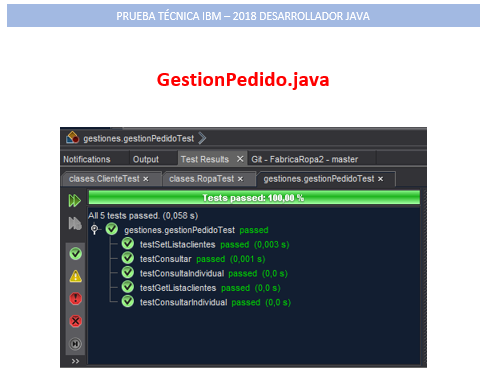 PRUEBA TÉCNICA IBM – 2018 DESARROLLADOR JAVA
GestionPedido.java
gestiones.gestionPedidoTest
Notifications Output Test Results × Git - FabricaRopa2 - master
clases.ClienteTest × clases.RopaTest × gestiones.gestionPedidoTest ×
Tests passed: 100,00 %
All 5 tests passed. (0,058 s)
gestiones.gestionPedidoTest passed
testSetListaclientes passed (0,003 s)
testConsultar passed (0,001 s)
testConsultaIndividual passed (0,0 s)
testGetListaclientes passed (0,0 s)
testConsultarIndividual passed (0,0 s)
>>